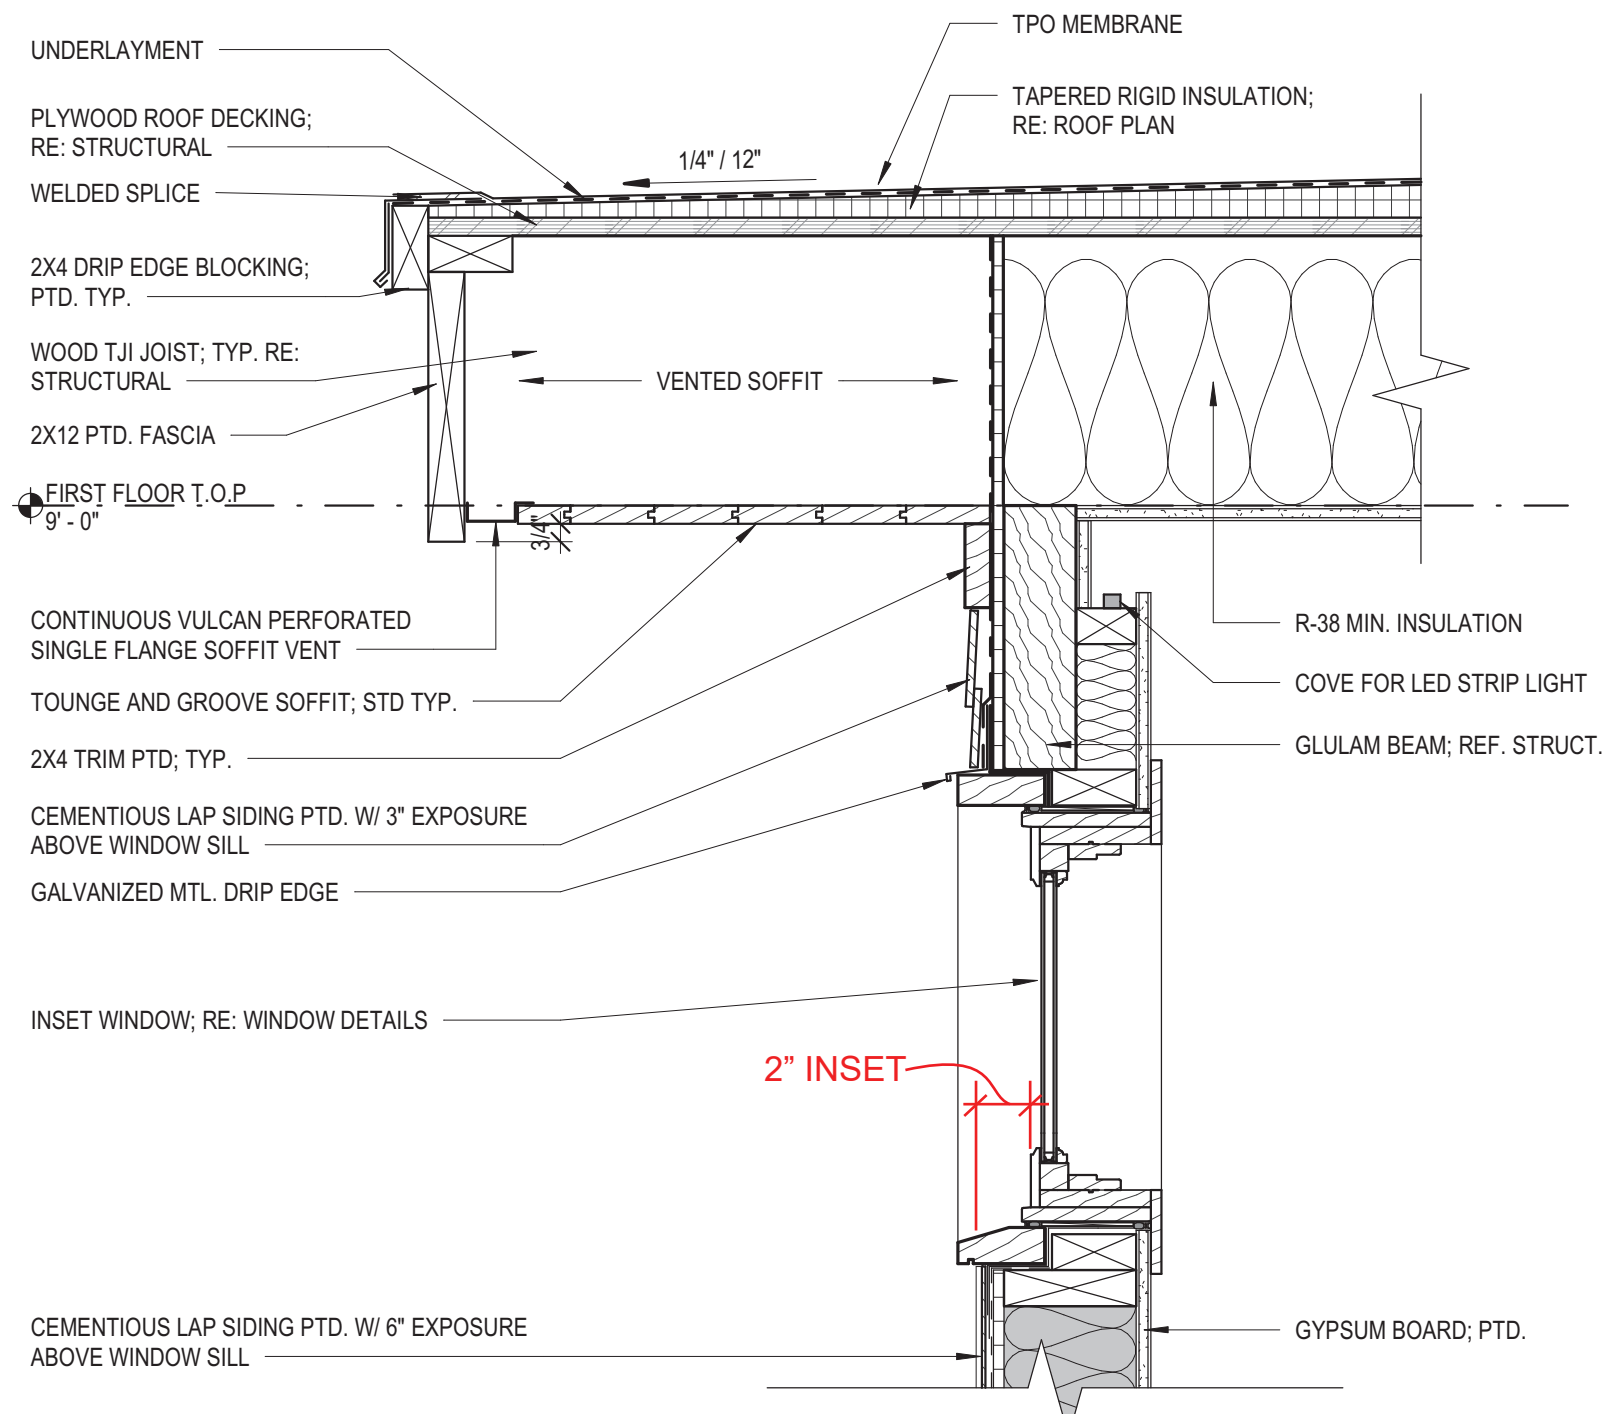 UNDERLAYMENT
PLYWOOD ROOF DECKING;
RE: STRUCTURAL
WELDED SPLICE
2X4 DRIP EDGE BLOCKING;
PTD. TYP.
WOOD TJI JOIST; TYP. RE:
STRUCTURAL
2X12 PTD. FASCIA
FIRST FLOOR T.O.P
9' - 0"
CONTINUOUS VULCAN PERFORATED
SINGLE FLANGE SOFFIT VENT
TOUNGE AND GROOVE SOFFIT; STD TYP.
2X4 TRIM PTD; TYP.
CEMENTIOUS LAP SIDING PTD. W/ 3" EXPOSURE
ABOVE WINDOW SILL
GALVANIZED MTL. DRIP EDGE
INSET WINDOW; RE: WINDOW DETAILS
CEMENTIOUS LAP SIDING PTD. W/ 6" EXPOSURE
ABOVE WINDOW SILL
1/4" / 12"
VENTED SOFFIT
3/4"
2” INSET
TPO MEMBRANE
TAPERED RIGID INSULATION;
RE: ROOF PLAN
R-38 MIN. INSULATION
COVE FOR LED STRIP LIGHT
GLULAM BEAM; REF. STRUCT.
GYPSUM BOARD; PTD.